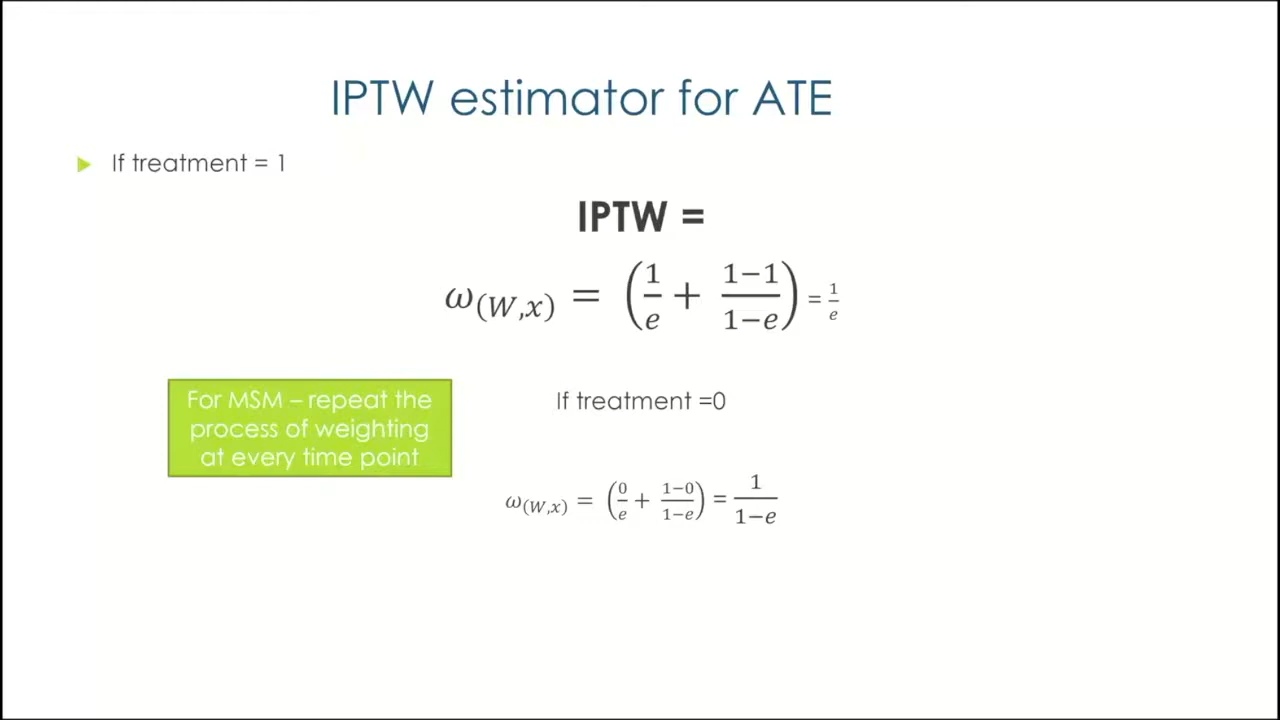 IPTW estimator for ATE
If treatment = 1
IPTW =
ω(W,x) = (1/e + 1−1/1−e) = 1/e
For MSM – repeat the
process of weighting
at every time point
If treatment =0
ω(W,x) = (0/e + 1−0/1−e) = 1/1−e